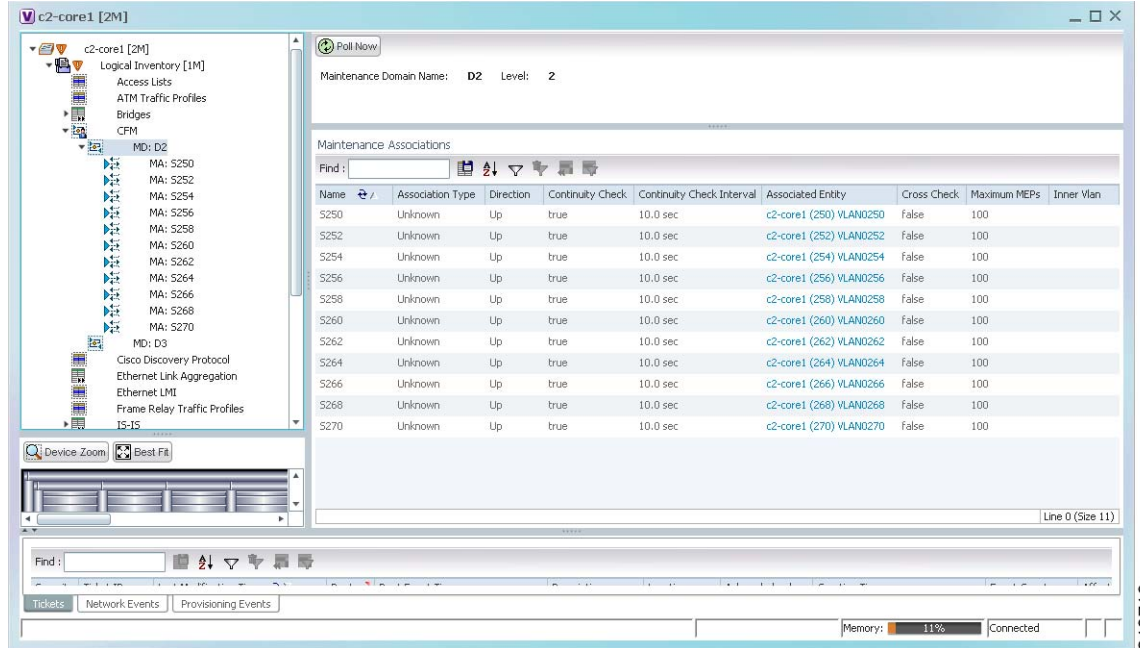 c2-core1 [2M]
c2-core1 [2M]
Logical Inventory [1M]
Access Lists
ATM Traffic Profiles
Bridges
CFM
MD: D2
MA: S250
MA: S252
MA: S254
MA: S256
MA: S258
MA: S260
MA: S262
MA: S264
MA: S266
MA: S268
MA: S270
MD: D3
Cisco Discovery Protocol
Ethernet Link Aggregation
Ethernet LMI
Frame Relay Traffic Profiles
IS-IS
Device Zoom Best Fit
Poll Now
Maintenance Domain Name: D2 Level: 2
Maintenance Associations
Find :
Name Association Type Direction Continuity Check Continuity Check Interval Associated Entity Cross Check Maximum MEPs Inner Vlan
S250 Unknown Up true 10.0 sec c2-core1 (250) VLAN0250 false 100
S252 Unknown Up true 10.0 sec c2-core1 (252) VLAN0252 false 100
S254 Unknown Up true 10.0 sec c2-core1 (254) VLAN0254 false 100
S256 Unknown Up true 10.0 sec c2-core1 (256) VLAN0256 false 100
S258 Unknown Up true 10.0 sec c2-core1 (258) VLAN0258 false 100
S260 Unknown Up true 10.0 sec c2-core1 (260) VLAN0260 false 100
S262 Unknown Up true 10.0 sec c2-core1 (262) VLAN0262 false 100
S264 Unknown Up true 10.0 sec c2-core1 (264) VLAN0264 false 100
S266 Unknown Up true 10.0 sec c2-core1 (266) VLAN0266 false 100
S268 Unknown Up true 10.0 sec c2-core1 (268) VLAN0268 false 100
S270 Unknown Up true 10.0 sec c2-core1 (270) VLAN0270 false 100
Line 0 (Size 11)
Find :
Tickets Network Events Provisioning Events
Memory: 11% Connected